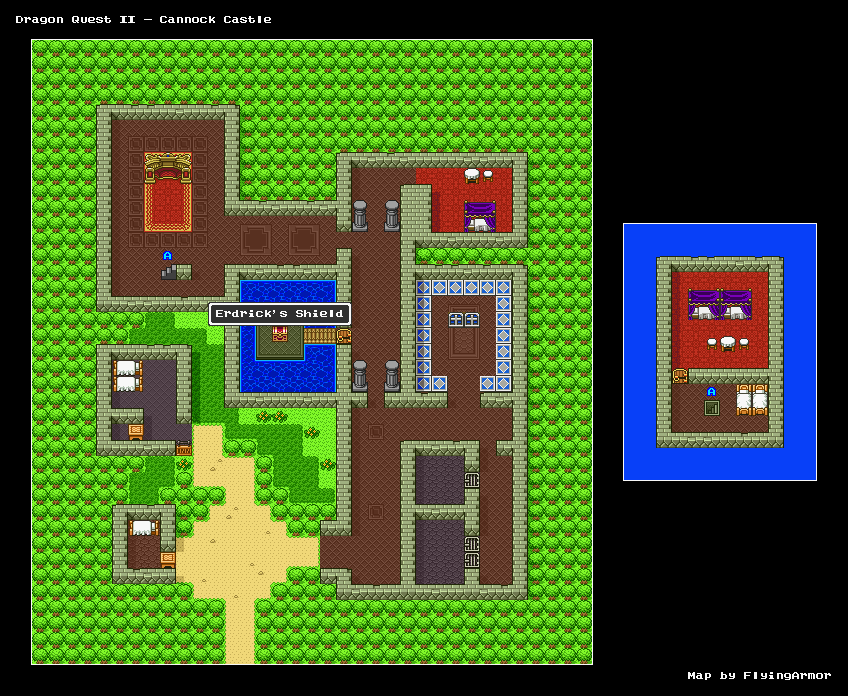 Dragon Quest II – Cannock Castle
A
Erdrick's Shield
A
Map by FlyingArmor